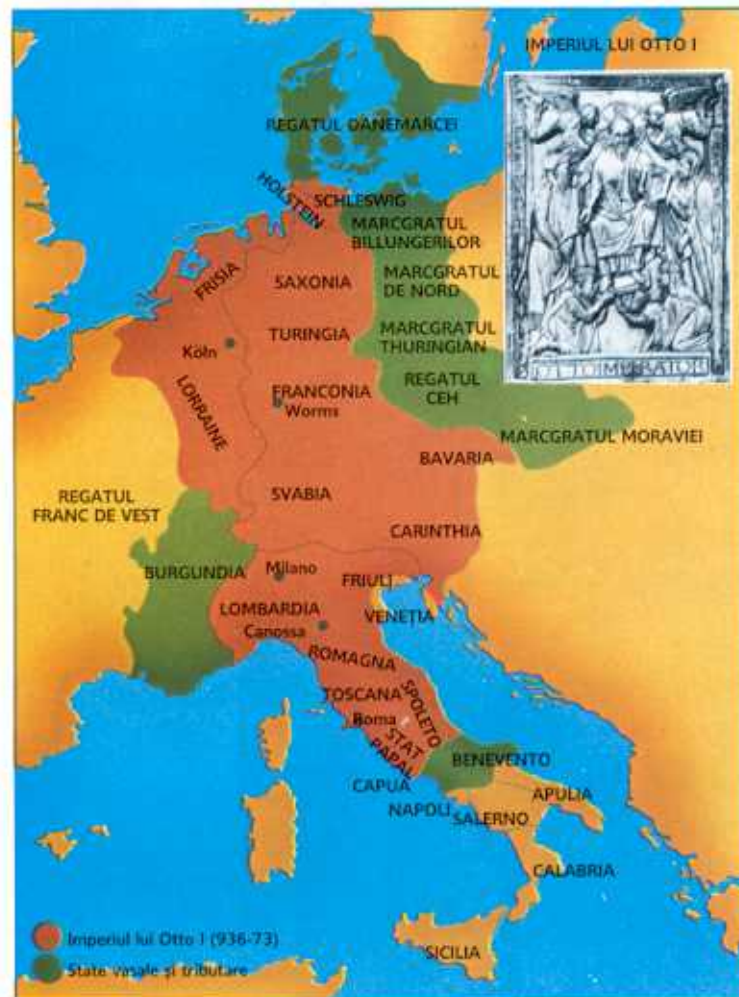 IMPERIUL LUI OTTO I
REGATUL DANEMARCEI
HOLSTEIN
SCHLESWIG
MARCGRATUL
BILLUNGERILOR
FRISIA
SAXONIA
MARCGRATUL
DE NORD
TURINGIA
MARCGRATUL
THURINGIAN
Köln
REGATUL
CEH
FRANCONIA
Worms
LORRAINE
MARCGRATUL MORAVIEI
BAVARIA
REGATUL
FRANC DE VEST
SVABIA
CARINTHIA
BURGUNDIA
Milano
FRIULI
LOMBARDIA
VENEȚIA
Canossa
ROMAGNA
TOSCANA
SPOLETO
Roma
STAT
PAPAL
BENEVENTO
CAPUA
APULIA
NAPOLI
SALERNO
CALABRIA
SICILIA
Imperiul lui Otto I (936-73)
State vasale și tributare